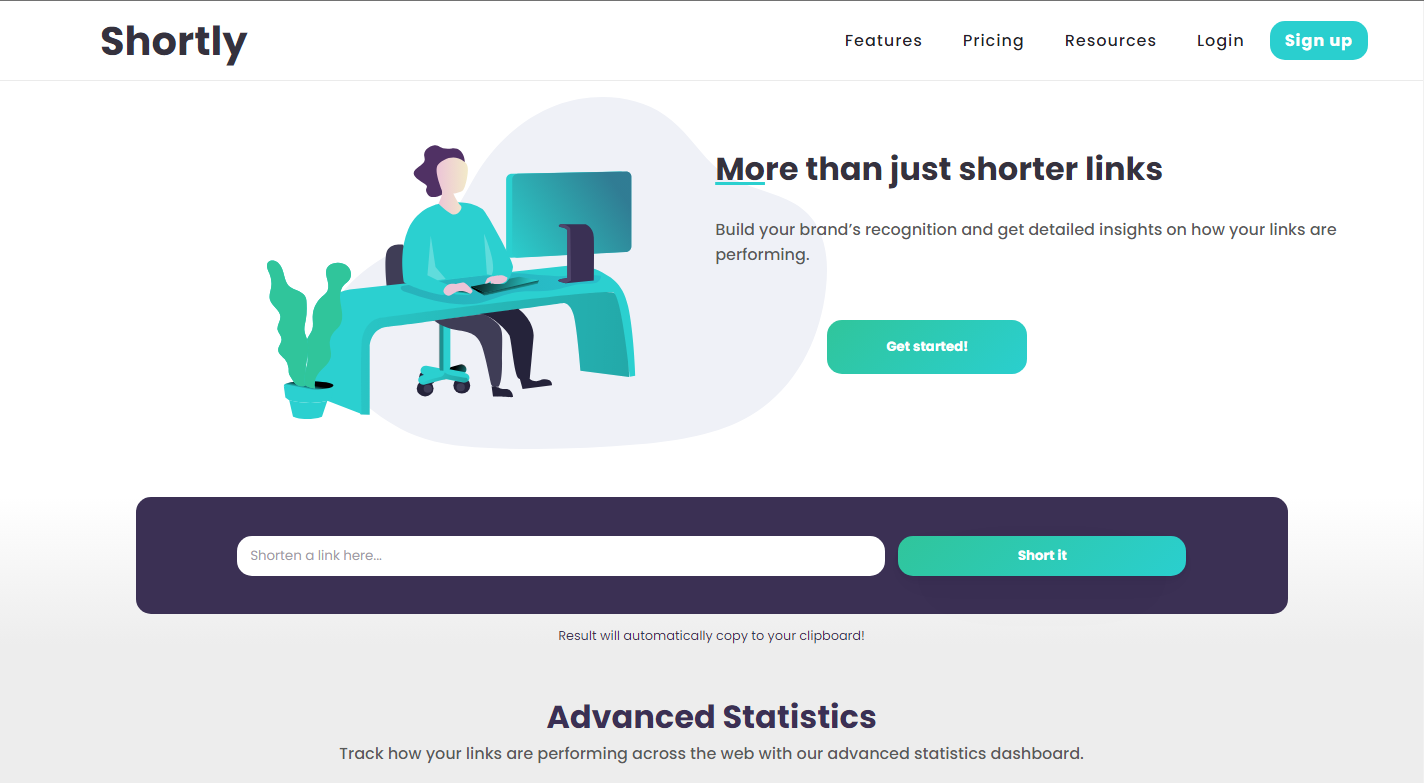 Shortly
Features Pricing Resources Login Sign up
More than just shorter links
Build your brand’s recognition and get detailed insights on how your links are
performing.
Get started!
Shorten a link here...
Short it
Result will automatically copy to your clipboard!
Advanced Statistics
Track how your links are performing across the web with our advanced statistics dashboard.